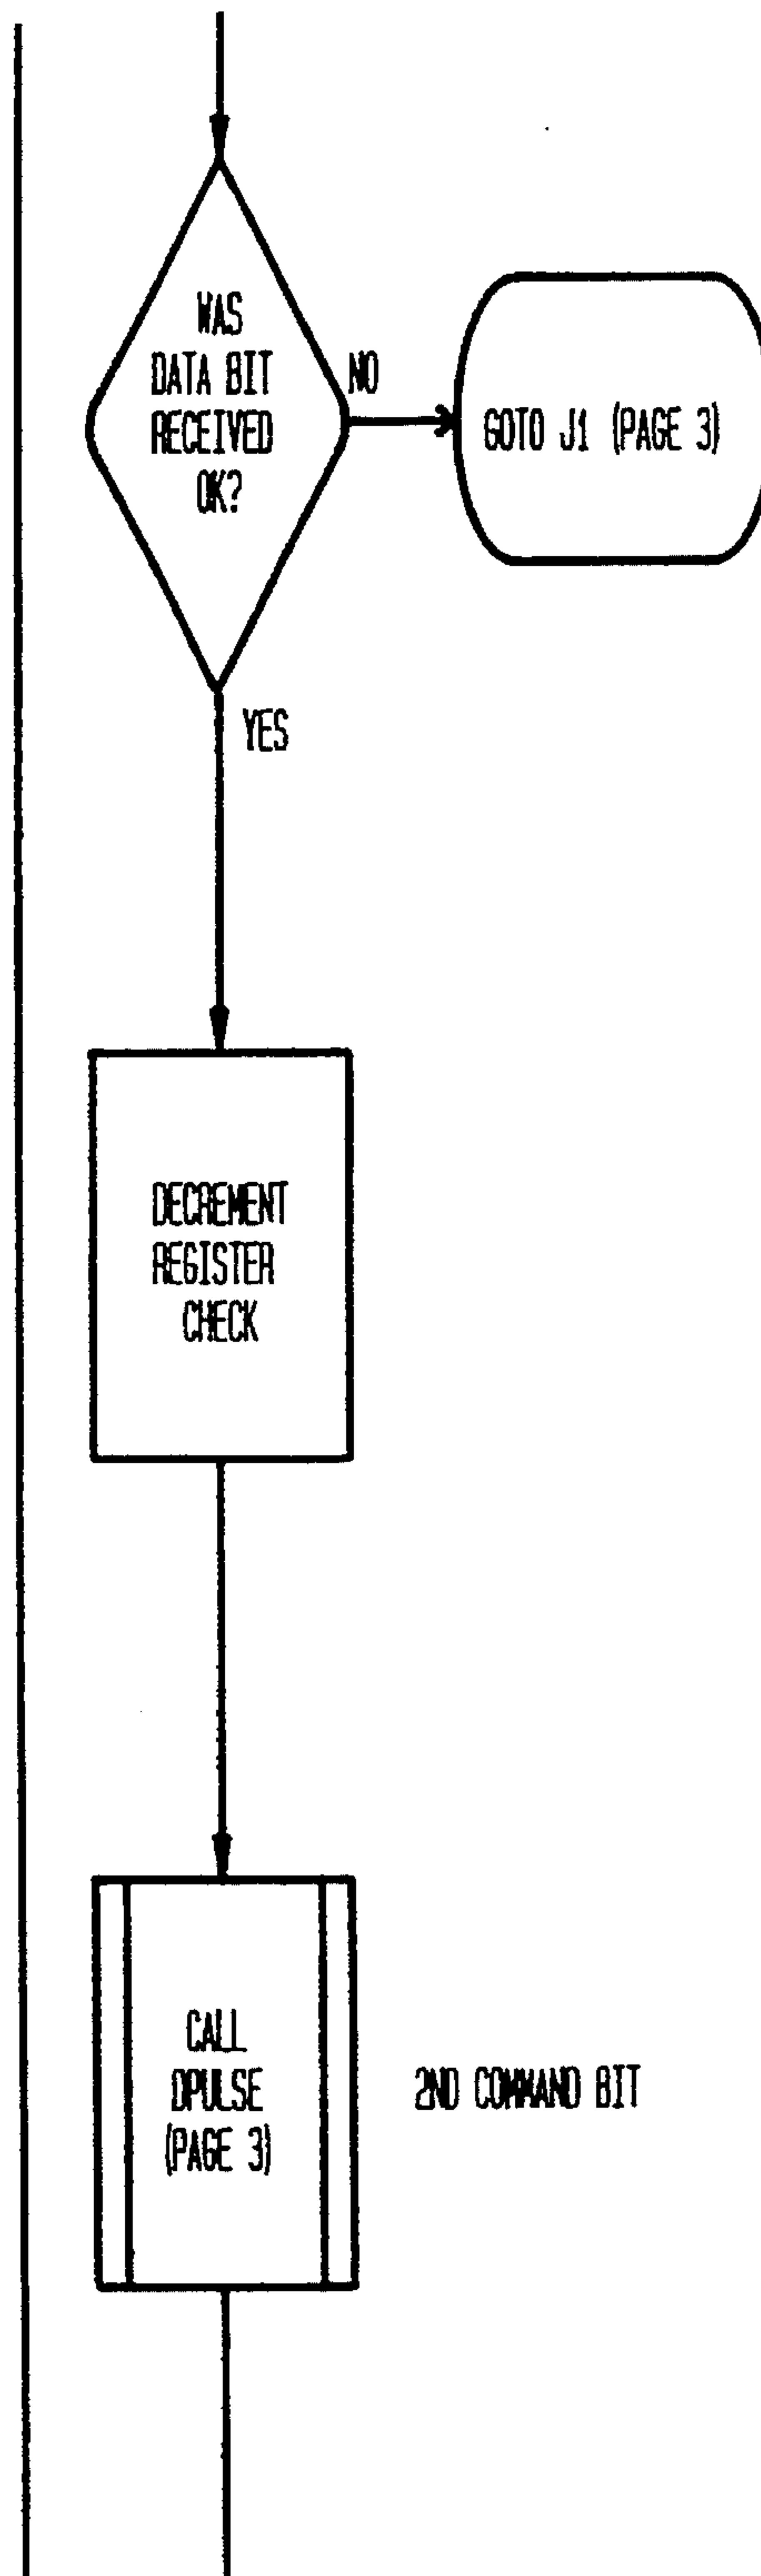 WAS
DATA BIT
RECEIVED
OK?
NO
GOTO J1 (PAGE 3)
YES
DECREMENT
REGISTER
CHECK
CALL
DPULSE
(PAGE 3)
2ND COMMAND BIT